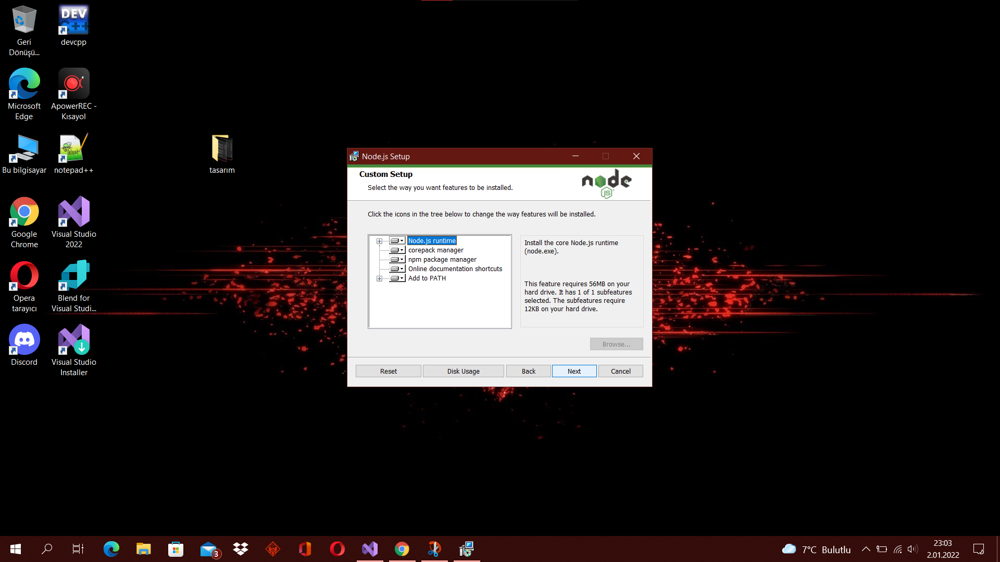 Geri
Dönüşü...
DEV
C++
devcpp
Microsoft
Edge
ApowerREC -
Kısayol
Bu bilgisayar
notepad++
tasarım
Google
Chrome
Visual Studio
2022
Opera
tarayıcı
Blend for
Visual Studi...
Discord
Visual Studio
Installer
Node.js Setup
Custom Setup
Select the way you want features to be installed.
node
JS
Click the icons in the tree below to change the way features will be installed.
Node.js runtime
corepack manager
npm package manager
Online documentation shortcuts
Add to PATH
Install the core Node.js runtime
(node.exe).
This feature requires 56MB on your
hard drive. It has 1 of 1 subfeatures
selected. The subfeatures require
12KB on your hard drive.
Browse...
Reset
Disk Usage
Back
Next
Cancel
3
7°C Bulutlu
23:03
2.01.2022